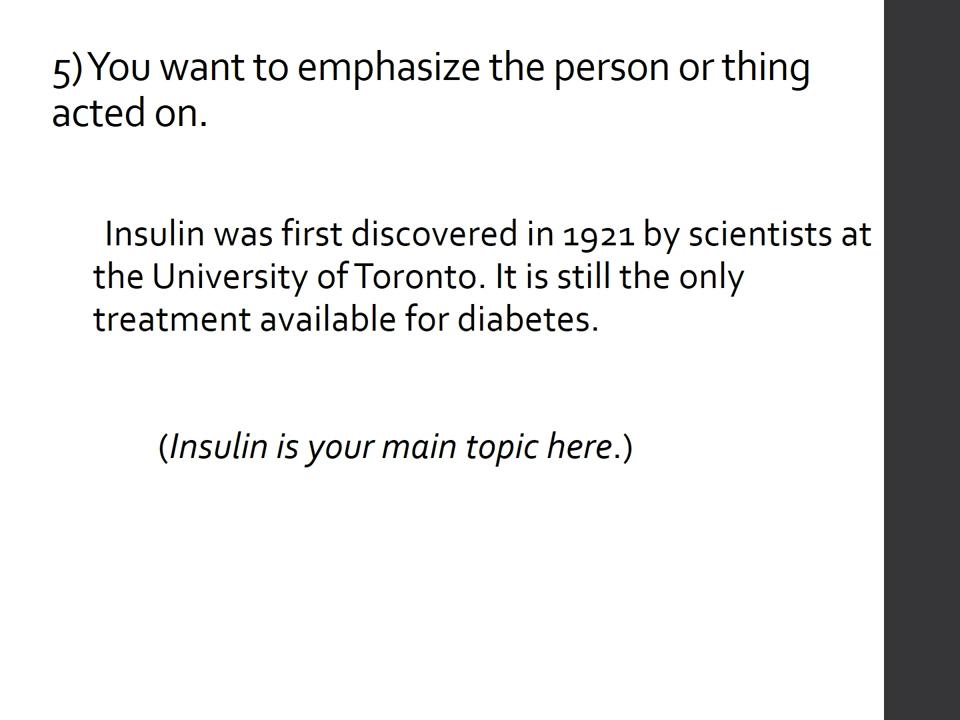 5) You want to emphasize the person or thing
acted on.
Insulin was first discovered in 1921 by scientists at
the University of Toronto. It is still the only
treatment available for diabetes.
(Insulin is your main topic here.)